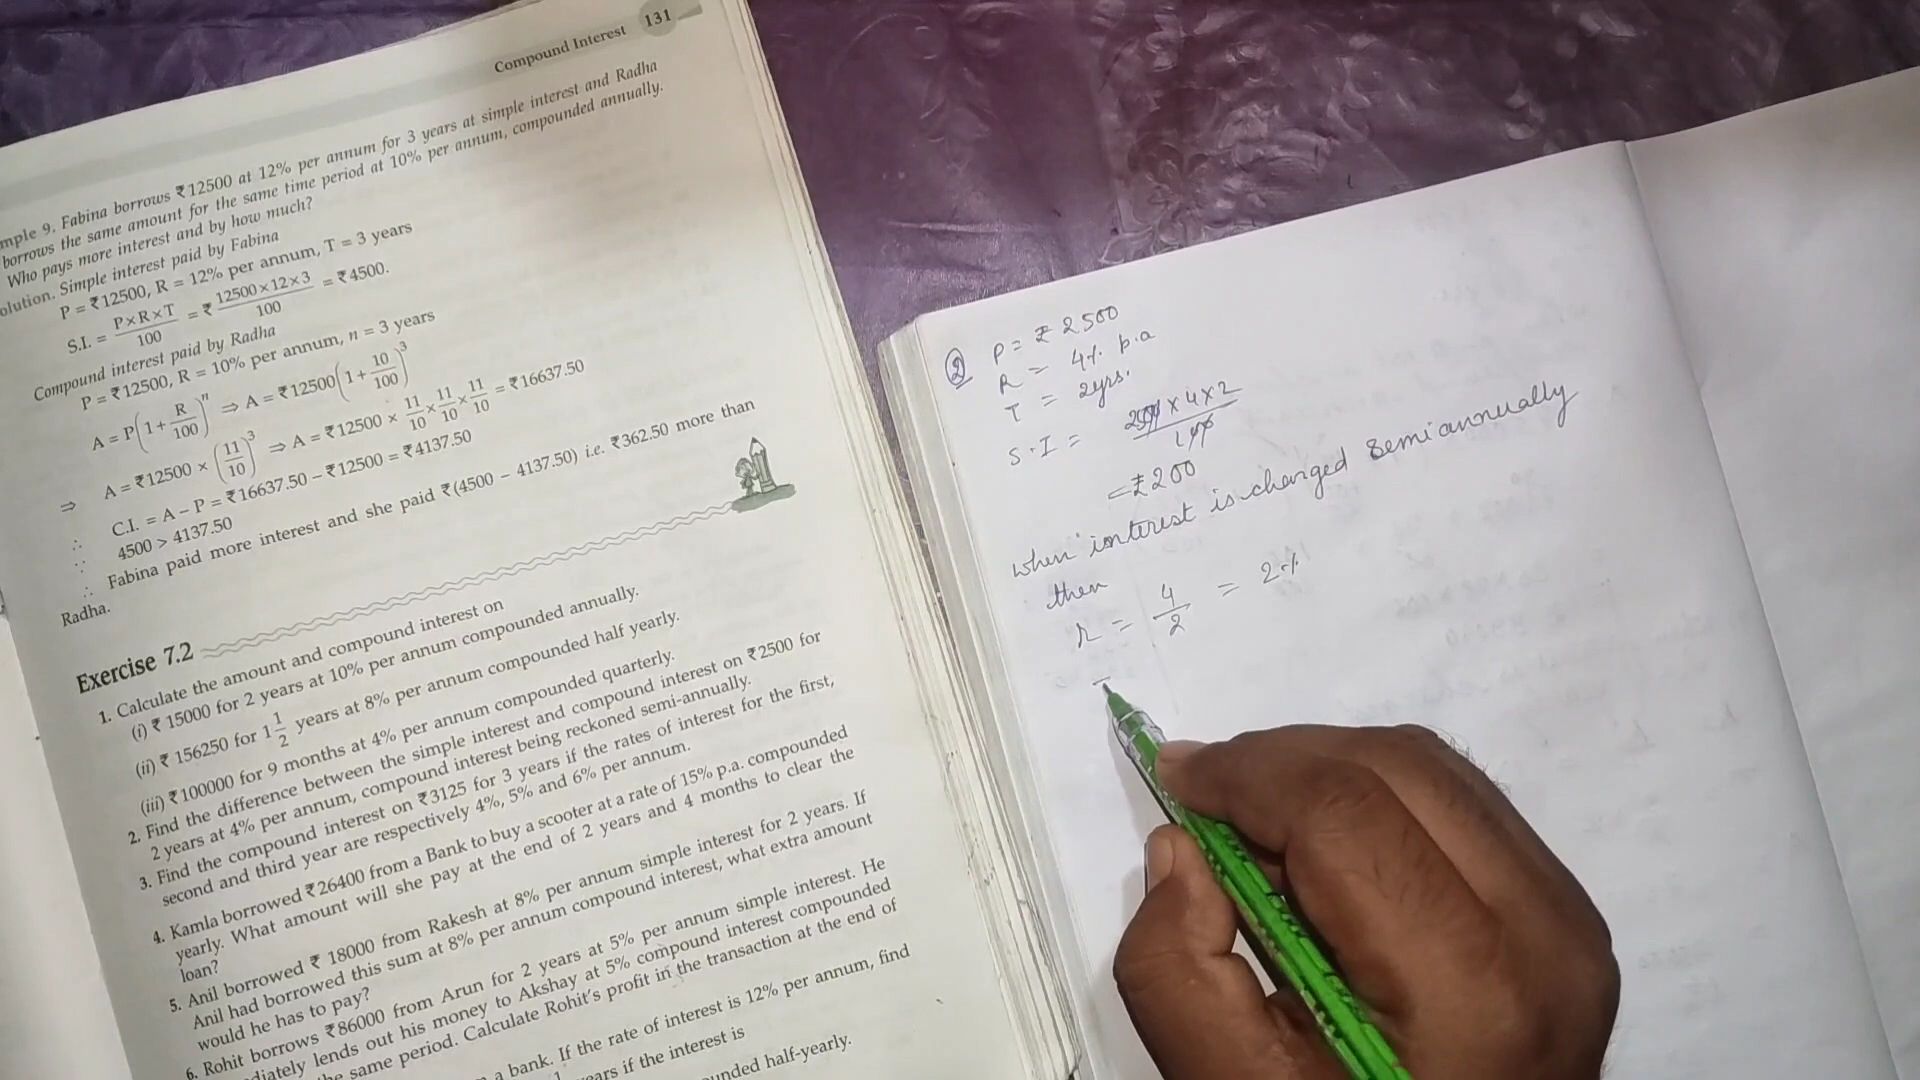 131
Compound Interest
mple 9. Fabina borrows ₹12500 at 12% per annum for 3 years at simple interest and Radha
borrows the same amount for the same time period at 10% per annum, compounded annually.
Who pays more interest and by how much?
olution. Simple interest paid by Fabina
P = ₹12500, R = 12% per annum, T = 3 years
S.I. = P×R×T/100 = ₹ 12500×12×3/100 = ₹4500.
Compound interest paid by Radha
P = ₹12500, R = 10% per annum, n = 3 years
A = P(1 + R/100)^n ⇒ A = ₹12500(1 + 10/100)^3
⇒ A = ₹12500 × (11/10)^3 ⇒ A = ₹12500 × 11/10 × 11/10 × 11/10 = ₹16637.50
∴ C.I. = A – P = ₹16637.50 – ₹12500 = ₹4137.50
∵ 4500 > 4137.50
∴ Fabina paid more interest and she paid ₹(4500 – 4137.50) i.e. ₹362.50 more than
Radha.
Exercise 7.2
1. Calculate the amount and compound interest on
(i) ₹ 15000 for 2 years at 10% per annum compounded annually.
(ii) ₹ 156250 for 1 1/2 years at 8% per annum compounded half yearly.
(iii) ₹ 100000 for 9 months at 4% per annum compounded quarterly.
2. Find the difference between the simple interest and compound interest on ₹2500 for
2 years at 4% per annum, compound interest being reckoned semi-annually.
3. Find the compound interest on ₹3125 for 3 years if the rates of interest for the first,
second and third year are respectively 4%, 5% and 6% per annum.
4. Kamla borrowed ₹26400 from a Bank to buy a scooter at a rate of 15% p.a. compounded
yearly. What amount will she pay at the end of 2 years and 4 months to clear the
loan?
5. Anil borrowed ₹ 18000 from Rakesh at 8% per annum simple interest for 2 years. If
Anil had borrowed this sum at 8% per annum compound interest, what extra amount
would he has to pay?
6. Rohit borrows ₹86000 from Arun for 2 years at 5% per annum simple interest. He
diately lends out his money to Akshay at 5% compound interest compounded
he same period. Calculate Rohit's profit in the transaction at the end of
a bank. If the rate of interest is 12% per annum, find
ears if the interest is
unded half-yearly.
② P = ₹ 2500
R = 4% p.a
T = 2yrs.
S.I = 2500 × 4 × 2/100
= ₹200
when interest is changed semiannually
then
r = 4/2 = 2%